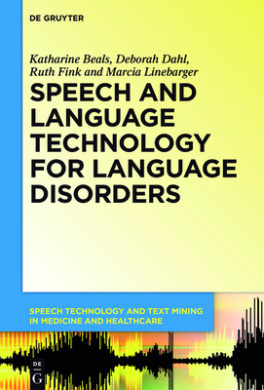 DE GRUYTER
Katharine Beals, Deborah Dahl,
Ruth Fink and Marcia Linebarger
SPEECH AND
LANGUAGE
TECHNOLOGY
FOR LANGUAGE
DISORDERS
SPEECH TECHNOLOGY AND TEXT MINING
IN MEDICINE AND HEALTHCARE
DE
G